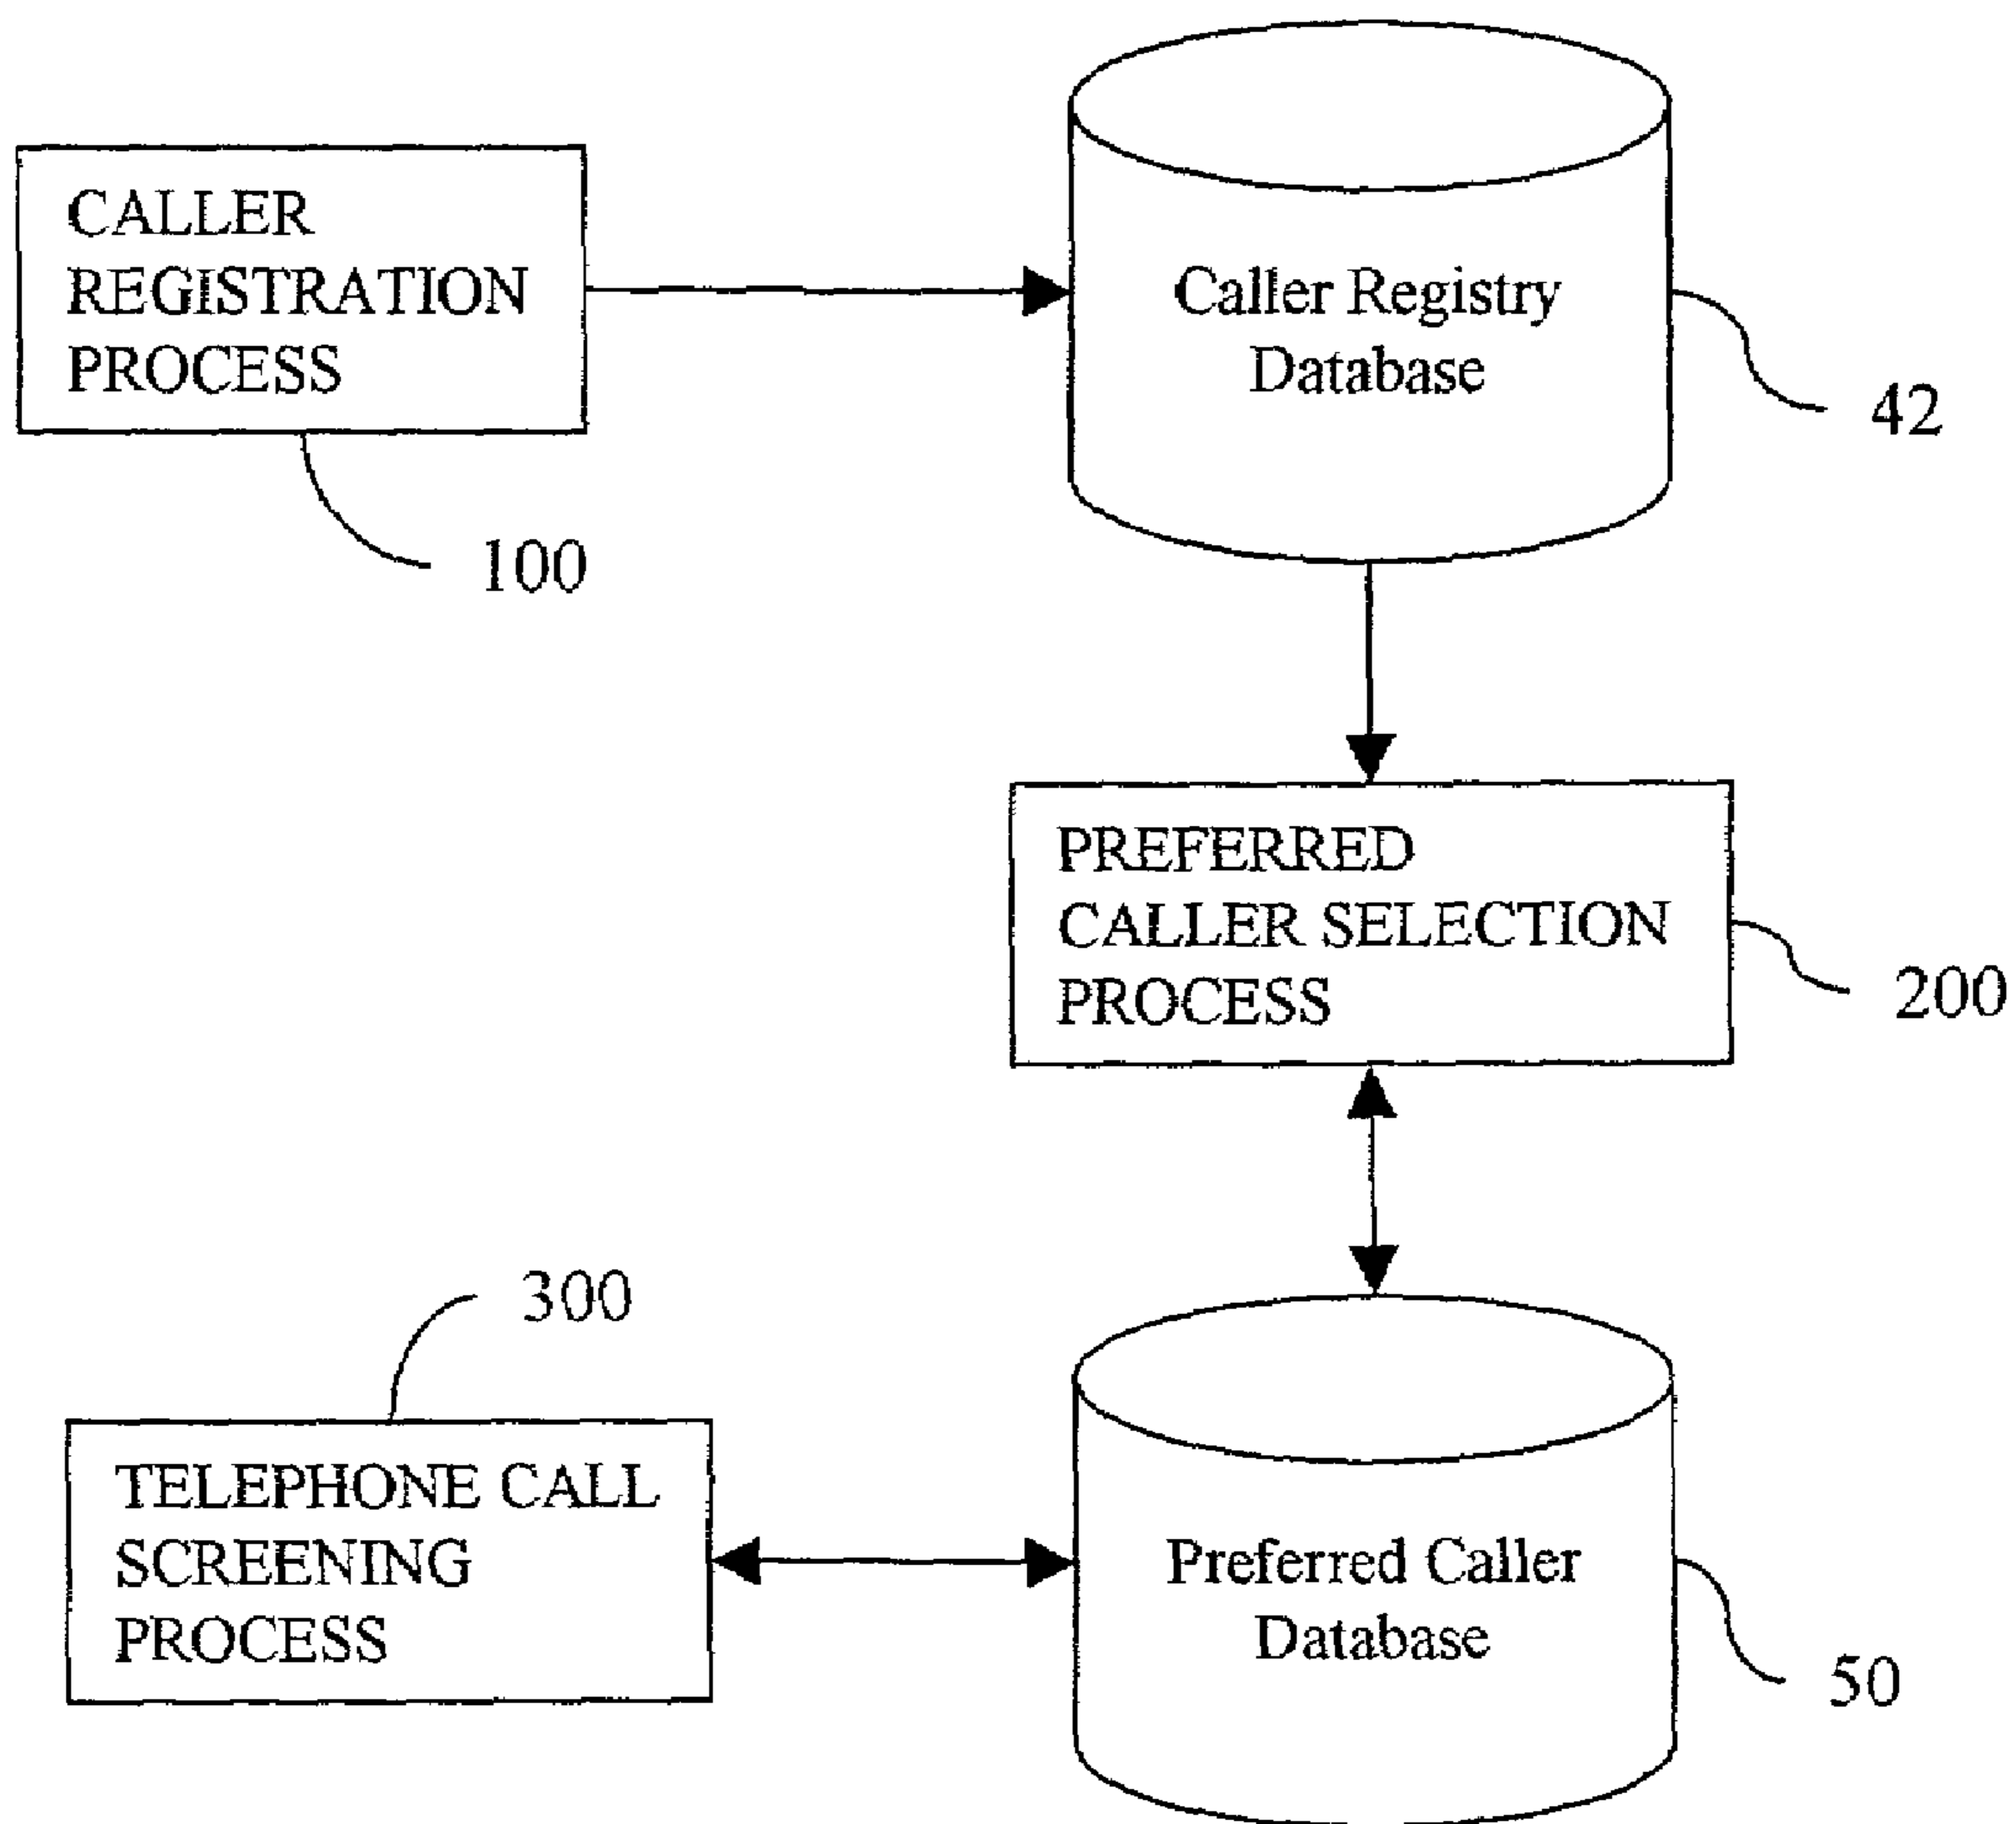 CALLER
REGISTRATION
PROCESS
100
Caller Registry
Database
42
PREFERRED
CALLER SELECTION
PROCESS
200
300
TELEPHONE CALL
SCREENING
PROCESS
Preferred Caller
Database
50